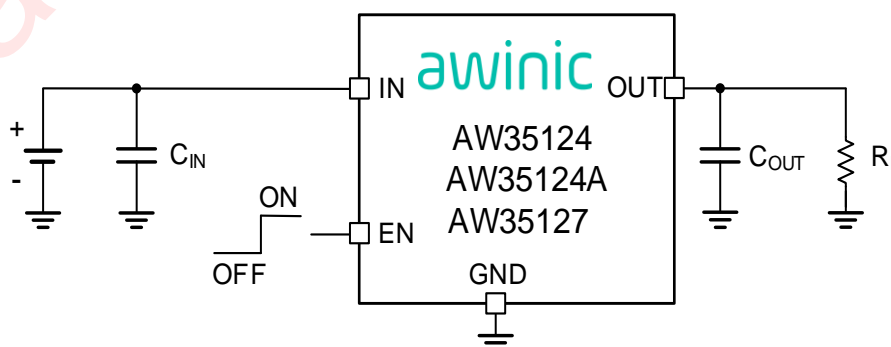 awinic
IN
OUT
+
-
C_IN
AW35124
AW35124A
AW35127
C_OUT
R
ON
OFF
EN
GND